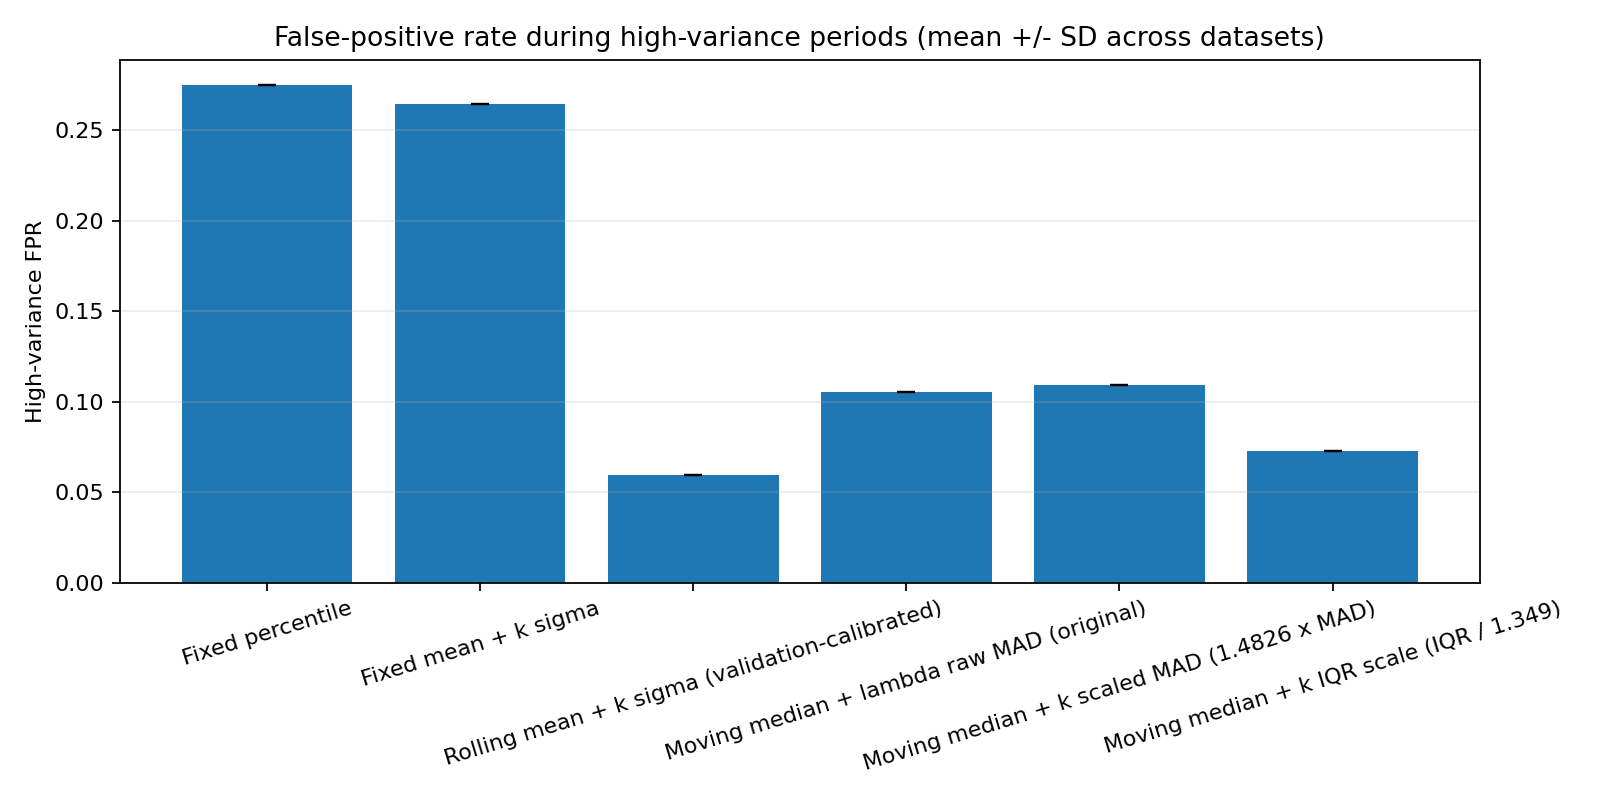 False-positive rate during high-variance periods (mean +/- SD across datasets)
High-variance FPR
0.25
0.20
0.15
0.10
0.05
0.00
Fixed percentile
Fixed mean + k sigma
Rolling mean + k sigma (validation-calibrated)
Moving median + lambda raw MAD (original)
Moving median + k scaled MAD (1.4826 x MAD)
Moving median + k IQR scale (IQR / 1.349)